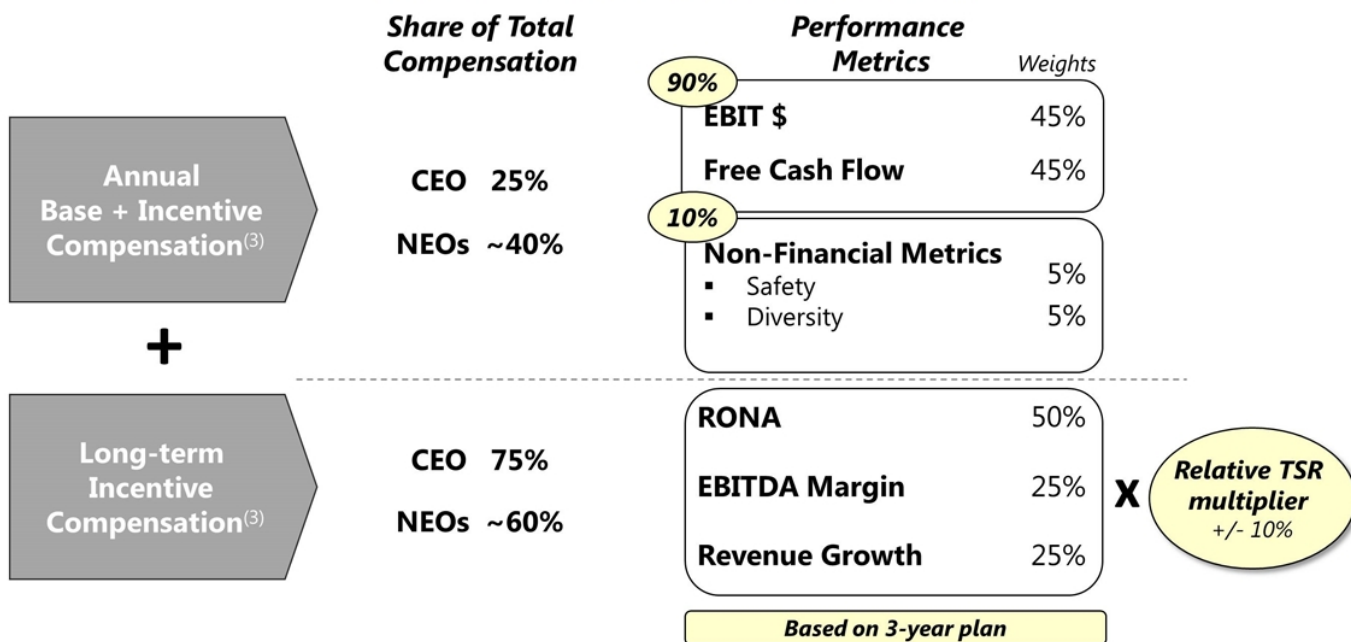 Share of Total
Compensation
Performance
Metrics
Weights
90%
EBIT $ 45%
Free Cash Flow 45%
Annual
Base + Incentive
Compensation(3)
CEO 25%
NEOs ~40%
10%
Non-Financial Metrics
▪ Safety 5%
▪ Diversity 5%
+
Long-term
Incentive
Compensation(3)
CEO 75%
NEOs ~60%
RONA 50%
EBITDA Margin 25%
Revenue Growth 25%
X
Relative TSR
multiplier
+/- 10%
Based on 3-year plan